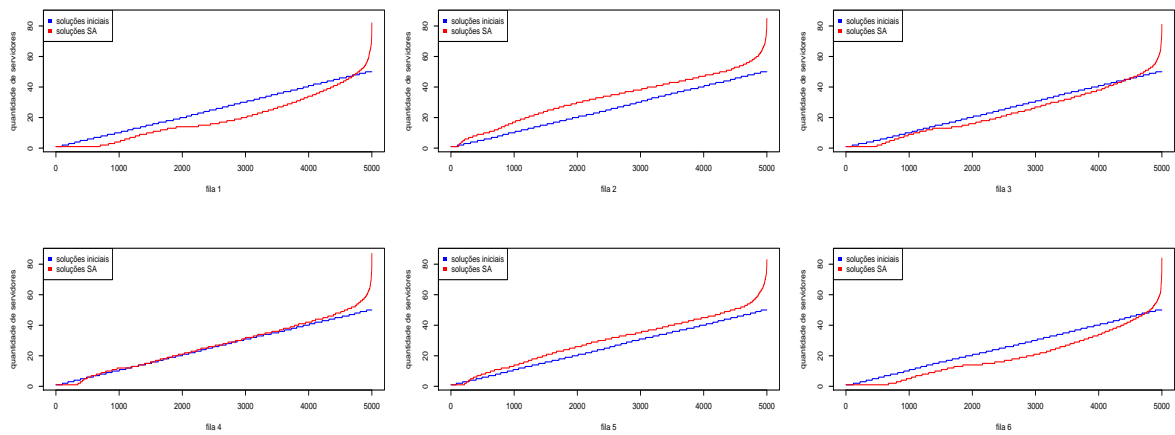 soluções iniciais
soluções SA
quantidade de servidores
0 20 40 60 80
0 1000 2000 3000 4000 5000
fila 1
soluções iniciais
soluções SA
quantidade de servidores
0 20 40 60 80
0 1000 2000 3000 4000 5000
fila 2
soluções iniciais
soluções SA
quantidade de servidores
0 20 40 60 80
0 1000 2000 3000 4000 5000
fila 3
soluções iniciais
soluções SA
quantidade de servidores
0 20 40 60 80
0 1000 2000 3000 4000 5000
fila 4
soluções iniciais
soluções SA
quantidade de servidores
0 20 40 60 80
0 1000 2000 3000 4000 5000
fila 5
soluções iniciais
soluções SA
quantidade de servidores
0 20 40 60 80
0 1000 2000 3000 4000 5000
fila 6